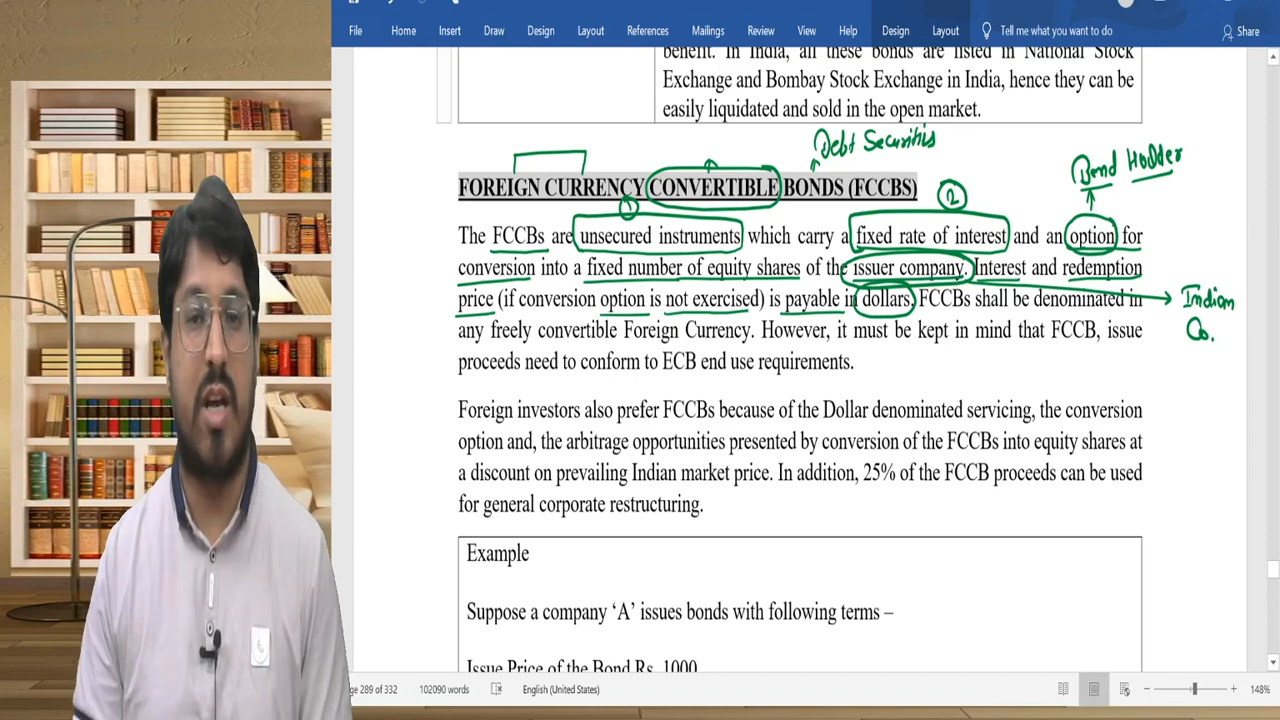 File Home Insert Draw Design Layout References Mailings Review View Help Design Layout Tell me what you want to do Share
benefit. In India, all these bonds are listed in National Stock
Exchange and Bombay Stock Exchange in India, hence they can be
easily liquidated and sold in the open market.
Debt Securities
Bond Holder
FOREIGN CURRENCY CONVERTIBLE BONDS (FCCBS)
1
2
The FCCBs are unsecured instruments which carry a fixed rate of interest and an option for
conversion into a fixed number of equity shares of the issuer company. Interest and redemption
price (if conversion option is not exercised) is payable in dollars. FCCBs shall be denominated in
Indian
Co.
any freely convertible Foreign Currency. However, it must be kept in mind that FCCB, issue
proceeds need to conform to ECB end use requirements.
Foreign investors also prefer FCCBs because of the Dollar denominated servicing, the conversion
option and, the arbitrage opportunities presented by conversion of the FCCBs into equity shares at
a discount on prevailing Indian market price. In addition, 25% of the FCCB proceeds can be used
for general corporate restructuring.
Example
Suppose a company ‘A’ issues bonds with following terms –
Issue Price of the Bond Rs. 1000
ge 289 of 332 102090 words English (United States) 148%